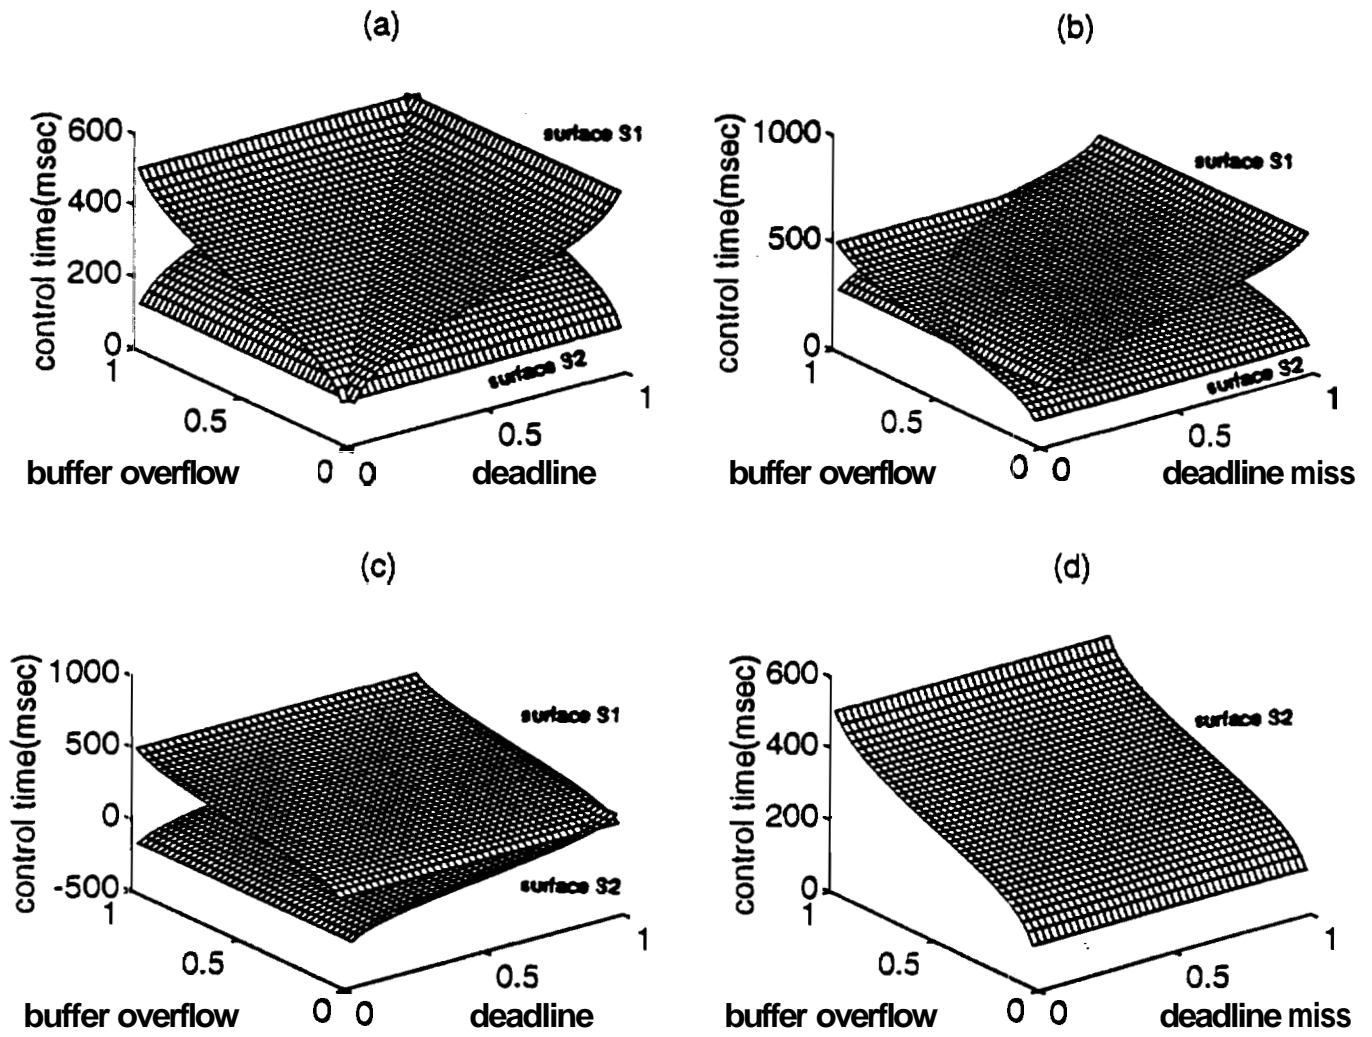 (a)
control time(msec)
600
400
200
0
1
0.5
0
0
0.5
1
buffer overflow
deadline
surface S1
surface S2
(b)
control time(msec)
1000
500
0
1
0.5
0
0
0.5
1
buffer overflow
deadline miss
surface S1
surface S2
(c)
control time(msec)
1000
500
0
-500
1
0.5
0
0
0.5
1
buffer overflow
deadline
surface S1
surface S2
(d)
control time(msec)
600
400
200
0
1
0.5
0
0
0.5
1
buffer overflow
deadline miss
surface S2